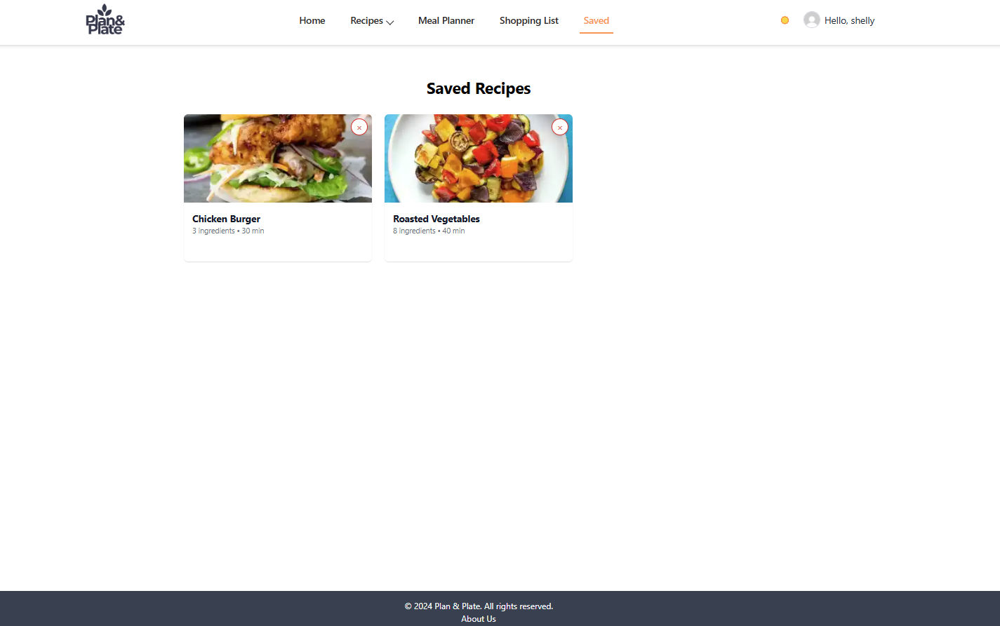 Plan&
Plate
Home Recipes Meal Planner Shopping List Saved Hello, shelly
Saved Recipes
× ×
Chicken Burger Roasted Vegetables
3 ingredients • 30 min 8 ingredients • 40 min
© 2024 Plan & Plate. All rights reserved.
About Us